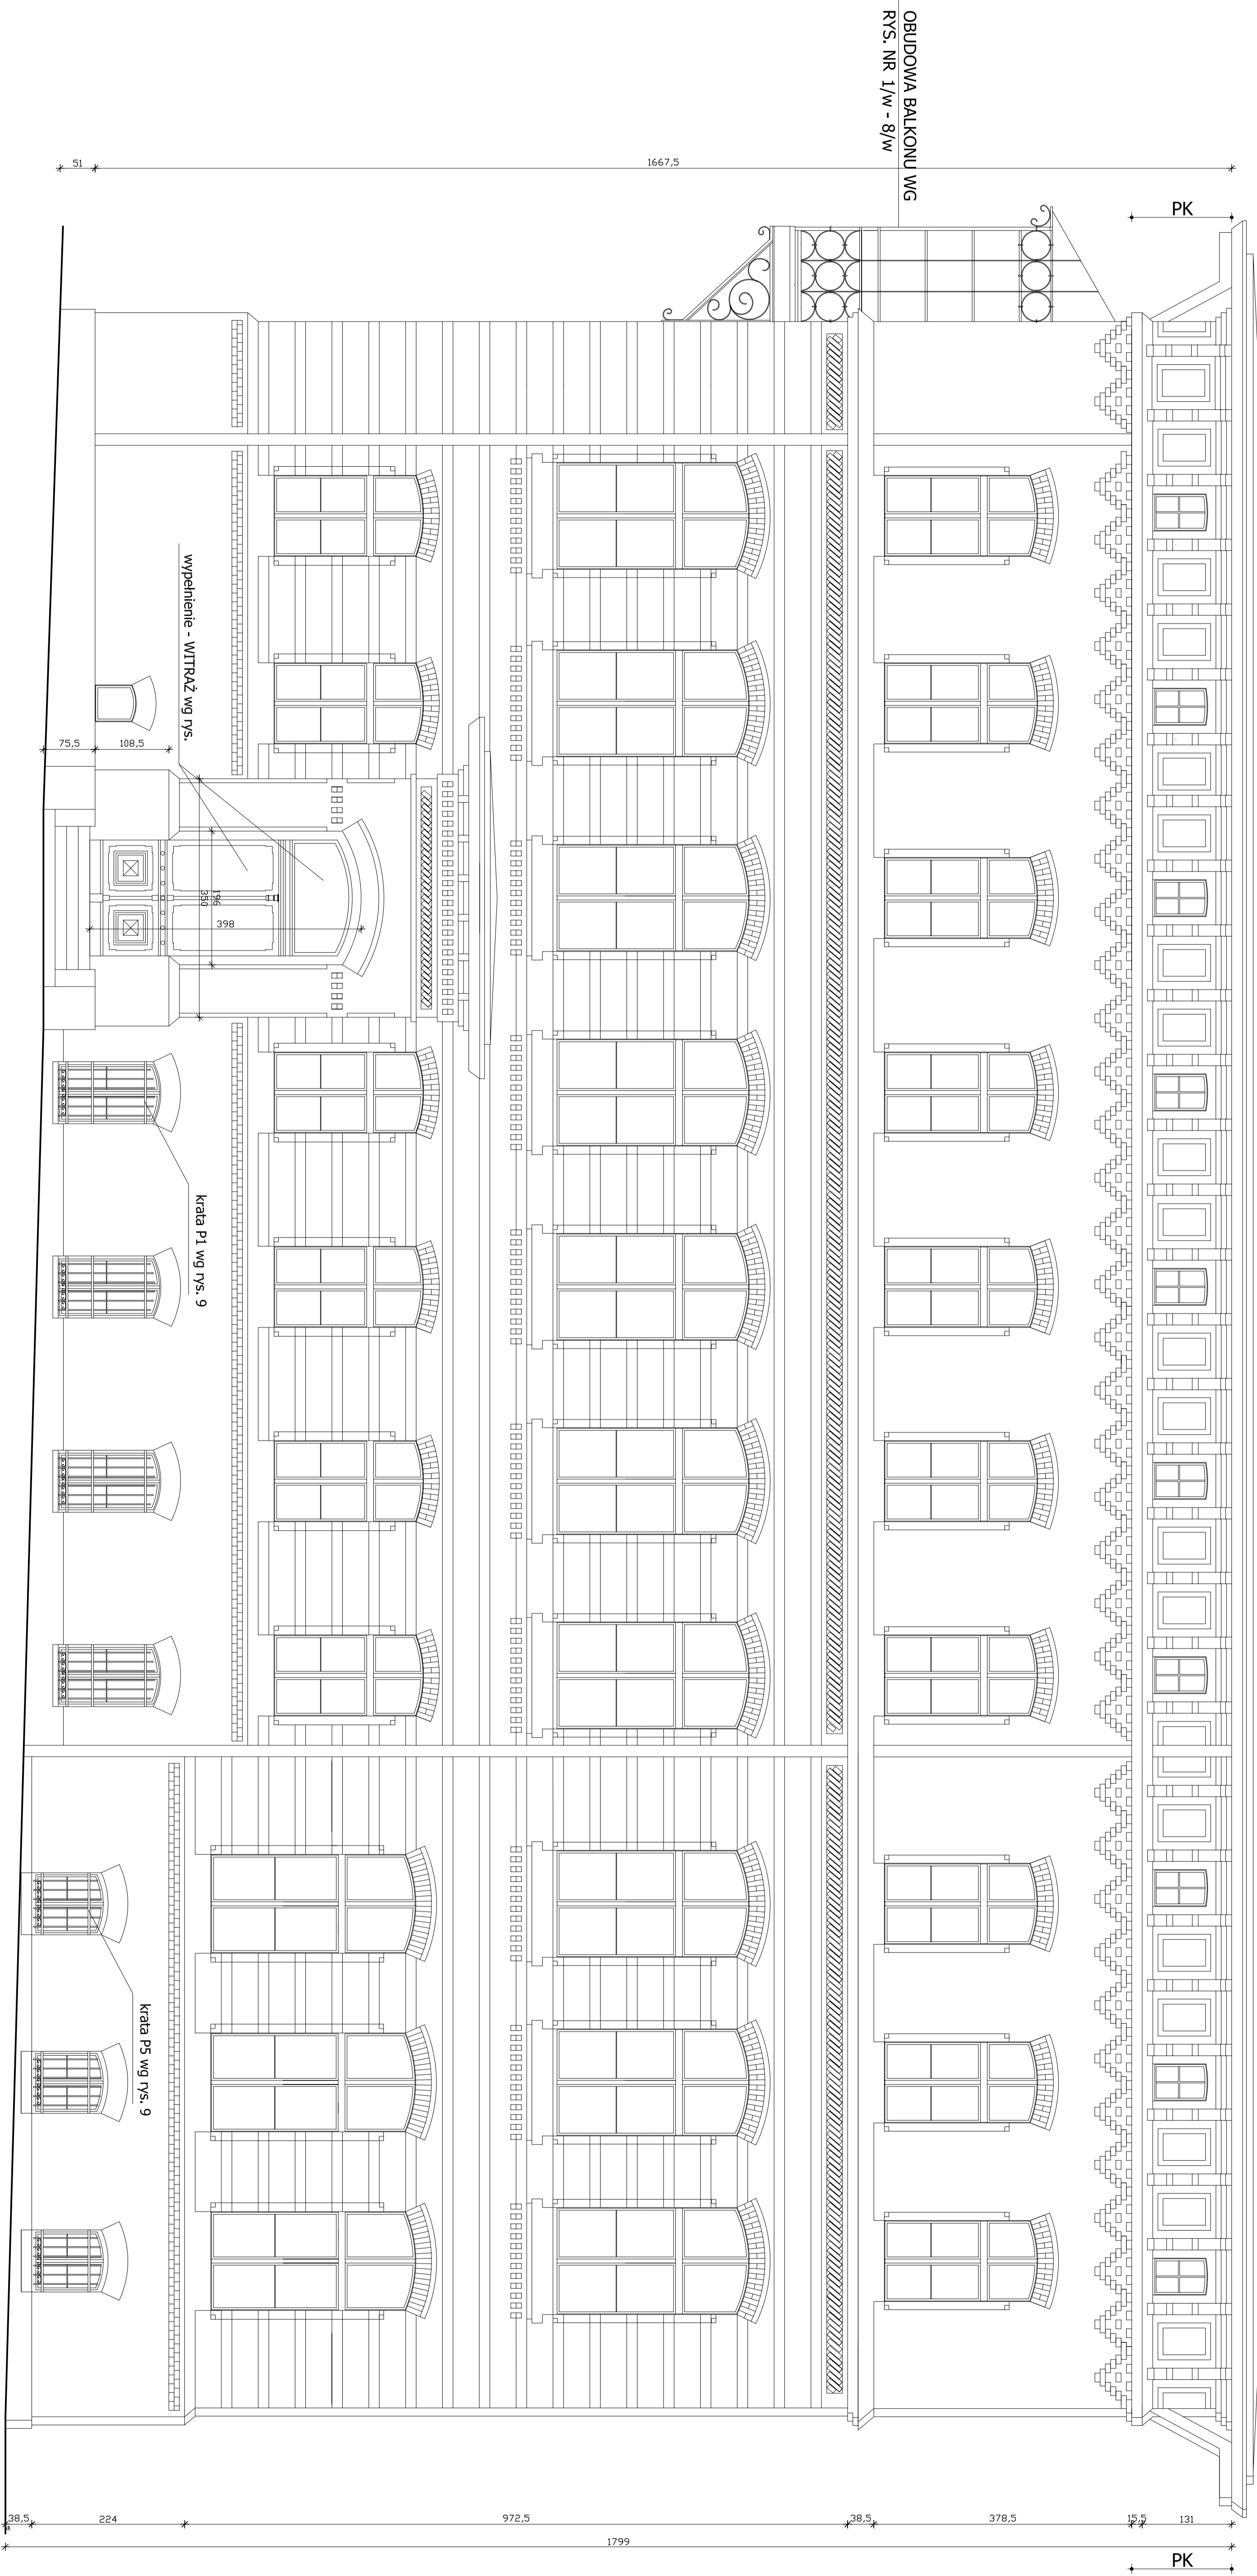 OBUDOWA BALKONU WG
RYS. NR 1/w - 8/w
51
1667,5
PK
wypełnienie - WITRAŻ wg rys.
75,5
108,5
196
350
398
krata P1 wg rys. 9
krata P5 wg rys. 9
38,5
224
972,5
38,5
378,5
15,5
131
1799
PK